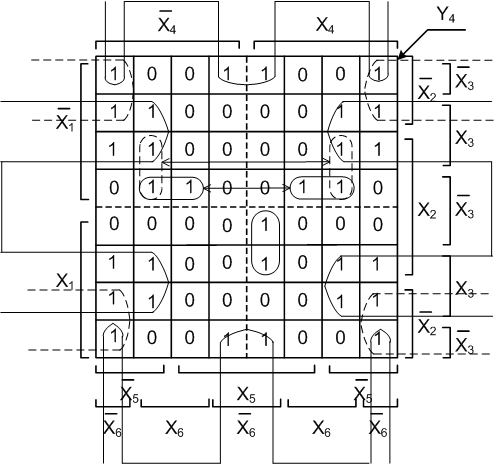 X̅4 X4 Y4
1 0 0 1 1 0 0 1 X̅2 X̅3
X̅1 1 1 0 0 0 0 1 1 X3
1 1 0 0 0 0 1 1
0 1 1 0 0 1 1 0 X2 X̅3
0 0 0 0 1 0 0 0
X1 1 1 0 0 1 0 1 1 X3
1 1 0 0 0 0 1 1 X̅2
1 0 0 1 1 0 0 1 X̅3
X̅5 X5 X̅5
X̅6 X6 X̅6 X6 X̅6